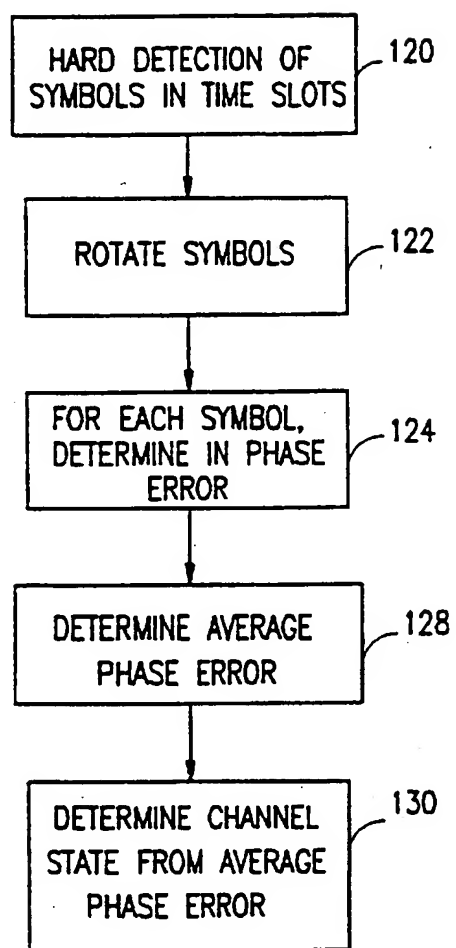 HARD DETECTION OF
SYMBOLS IN TIME SLOTS
120
ROTATE SYMBOLS
122
FOR EACH SYMBOL,
DETERMINE IN PHASE
ERROR
124
DETERMINE AVERAGE
PHASE ERROR
128
DETERMINE CHANNEL
STATE FROM AVERAGE
PHASE ERROR
130